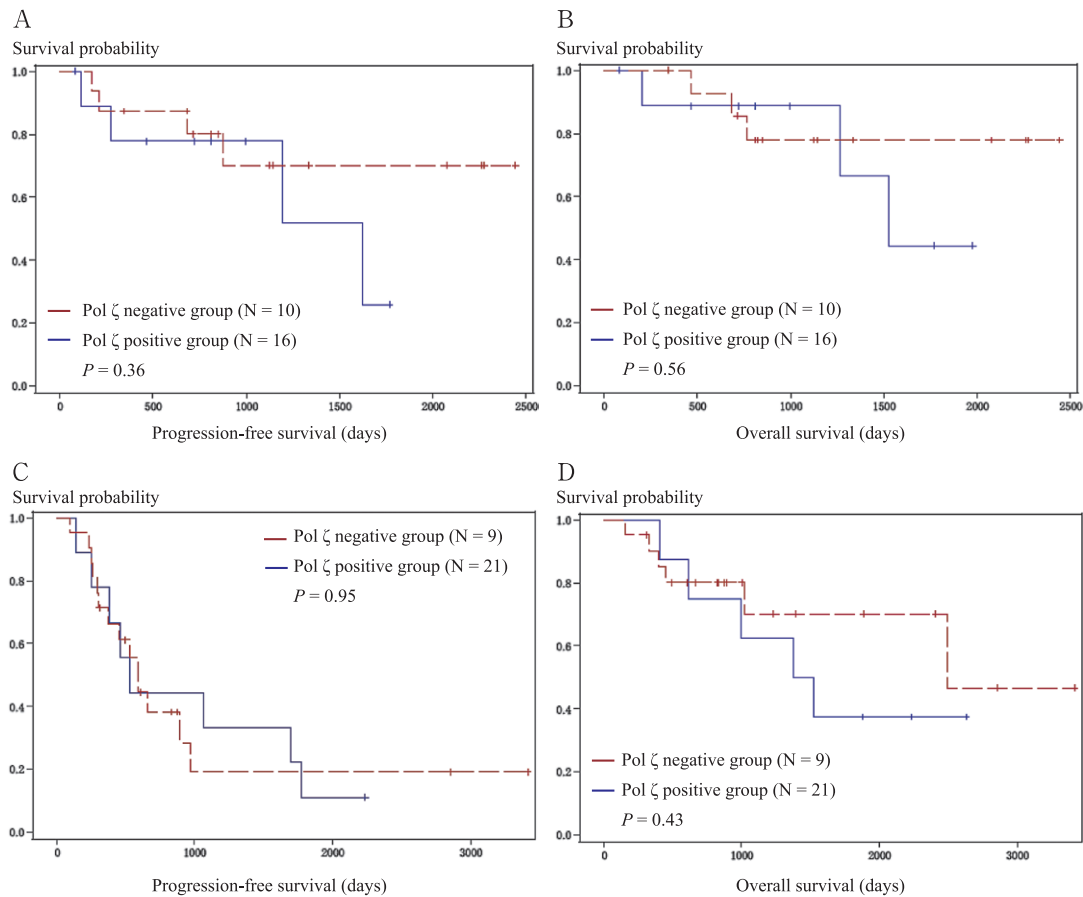 A
Survival probability
1.0
0.8
0.6
0.4
0.2
0.0
Pol ζ negative group (N = 10)
Pol ζ positive group (N = 16)
P = 0.36
0 500 1000 1500 2000 2500
Progression-free survival (days)
B
Survival probability
1.0
0.8
0.6
0.4
0.2
0.0
Pol ζ negative group (N = 10)
Pol ζ positive group (N = 16)
P = 0.56
0 500 1000 1500 2000 2500
Overall survival (days)
C
Survival probability
1.0
0.8
0.6
0.4
0.2
0.0
Pol ζ negative group (N = 9)
Pol ζ positive group (N = 21)
P = 0.95
0 1000 2000 3000
Progression-free survival (days)
D
Survival probability
1.0
0.8
0.6
0.4
0.2
0.0
Pol ζ negative group (N = 9)
Pol ζ positive group (N = 21)
P = 0.43
0 1000 2000 3000
Overall survival (days)